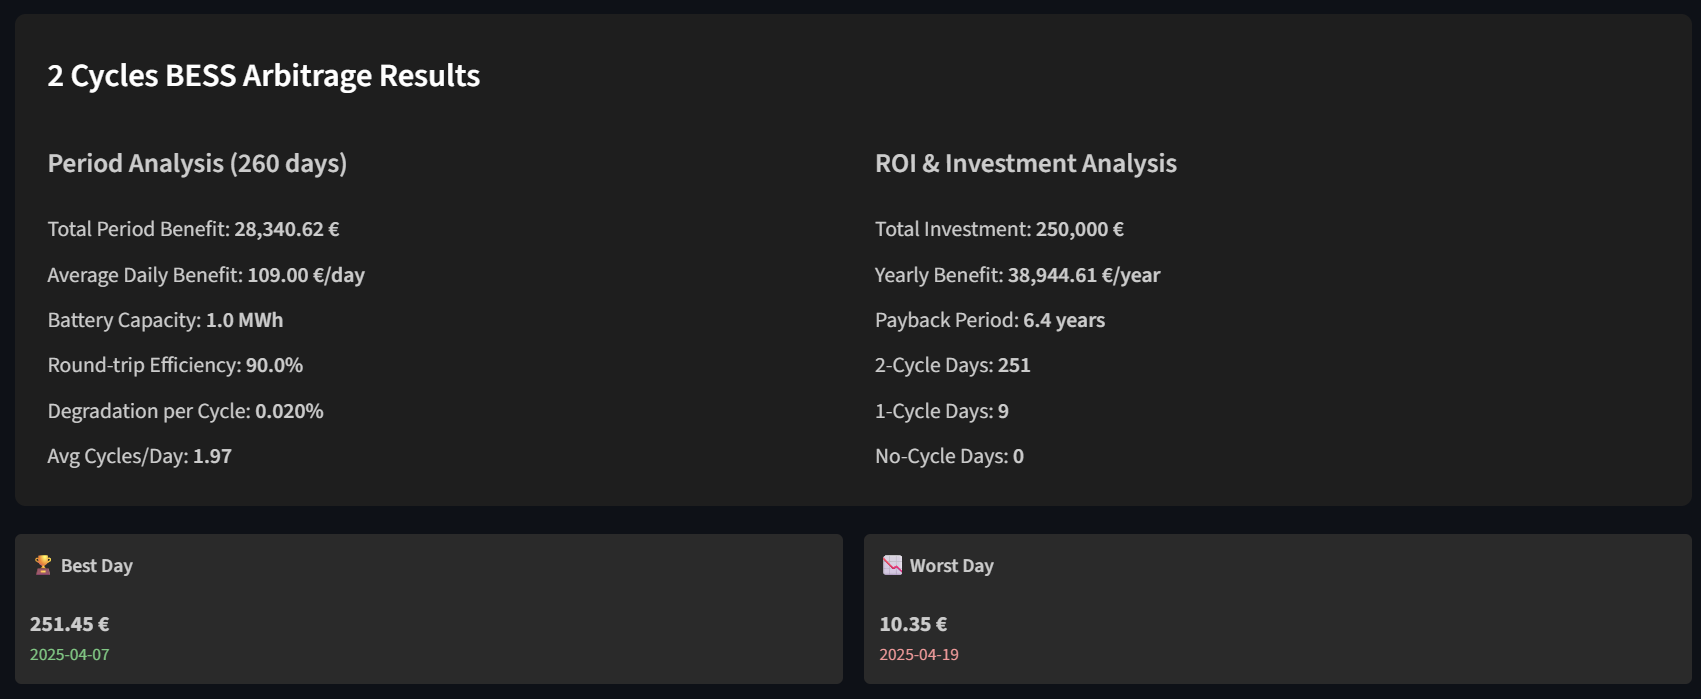 2 Cycles BESS Arbitrage Results
Period Analysis (260 days)
Total Period Benefit: 28,340.62 €
Average Daily Benefit: 109.00 €/day
Battery Capacity: 1.0 MWh
Round-trip Efficiency: 90.0%
Degradation per Cycle: 0.020%
Avg Cycles/Day: 1.97
ROI & Investment Analysis
Total Investment: 250,000 €
Yearly Benefit: 38,944.61 €/year
Payback Period: 6.4 years
2-Cycle Days: 251
1-Cycle Days: 9
No-Cycle Days: 0
Best Day
251.45 €
2025-04-07
Worst Day
10.35 €
2025-04-19